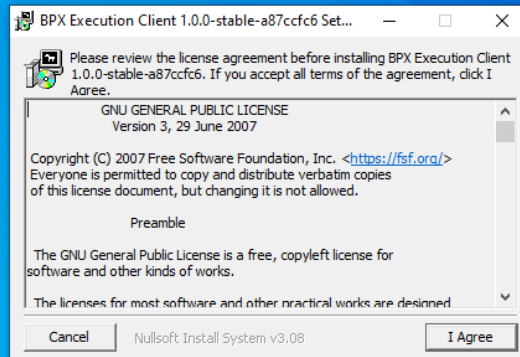 BPX Execution Client 1.0.0-stable-a87ccfc6 Set...
Please review the license agreement before installing BPX Execution Client
1.0.0-stable-a87ccfc6. If you accept all terms of the agreement, click I
Agree.
GNU GENERAL PUBLIC LICENSE
Version 3, 29 June 2007
Copyright (C) 2007 Free Software Foundation, Inc. <https://fsf.org/>
Everyone is permitted to copy and distribute verbatim copies
of this license document, but changing it is not allowed.
Preamble
The GNU General Public License is a free, copyleft license for
software and other kinds of works.
The licenses for most software and other practical works are designed
Cancel
Nullsoft Install System v3.08
I Agree